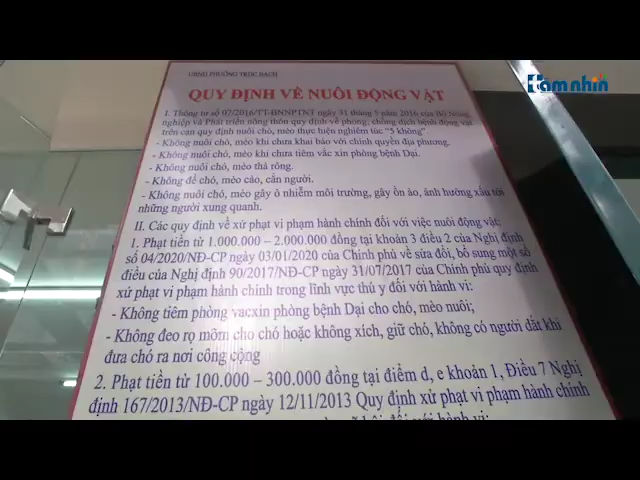 Tamnhin
UBND PHƯỜNG TRÚC BẠCH
QUY ĐỊNH VỀ NUÔI ĐỘNG VẬT
I. Thông tư số 07/2016/TT-BNNPTNT ngày 31 tháng 5 năm 2016 của Bộ Nông
nghiệp và Phát triển nông thôn quy định về phòng, chống dịch bệnh động vật
trên cạn quy định nuôi chó, mèo thực hiện nghiêm túc "5 không"
- Không nuôi chó, mèo khi chưa khai báo với chính quyền địa phương.
- Không nuôi chó, mèo khi chưa tiêm vắc xin phòng bệnh Dại.
- Không nuôi chó, mèo thả rông.
- Không để chó, mèo cào, cắn người.
- Không nuôi chó, mèo gây ô nhiễm môi trường, gây ồn ào, ảnh hưởng xấu tới
những người xung quanh.
II. Các quy định về xử phạt vi phạm hành chính đối với việc nuôi động vật:
1. Phạt tiền từ 1.000.000 – 2.000.000 đồng tại khoản 3 điều 2 của Nghị định
số 04/2020/NĐ-CP ngày 03/01/2020 của Chính phủ về sửa đổi, bổ sung một số
điều của Nghị định 90/2017/NĐ-CP ngày 31/07/2017 của Chính phủ quy định
xử phạt vi phạm hành chính trong lĩnh vực thú y đối với hành vi:
- Không tiêm phòng vacxin phòng bệnh Dại cho chó, mèo nuôi;
- Không đeo rọ mõm cho chó hoặc không xích, giữ chó, không có người dắt khi
đưa chó ra nơi công cộng
2. Phạt tiền từ 100.000 – 300.000 đồng tại điểm d, e khoản 1, Điều 7 Nghị
định 167/2013/NĐ-CP ngày 12/11/2013 Quy định xử phạt vi phạm hành chính